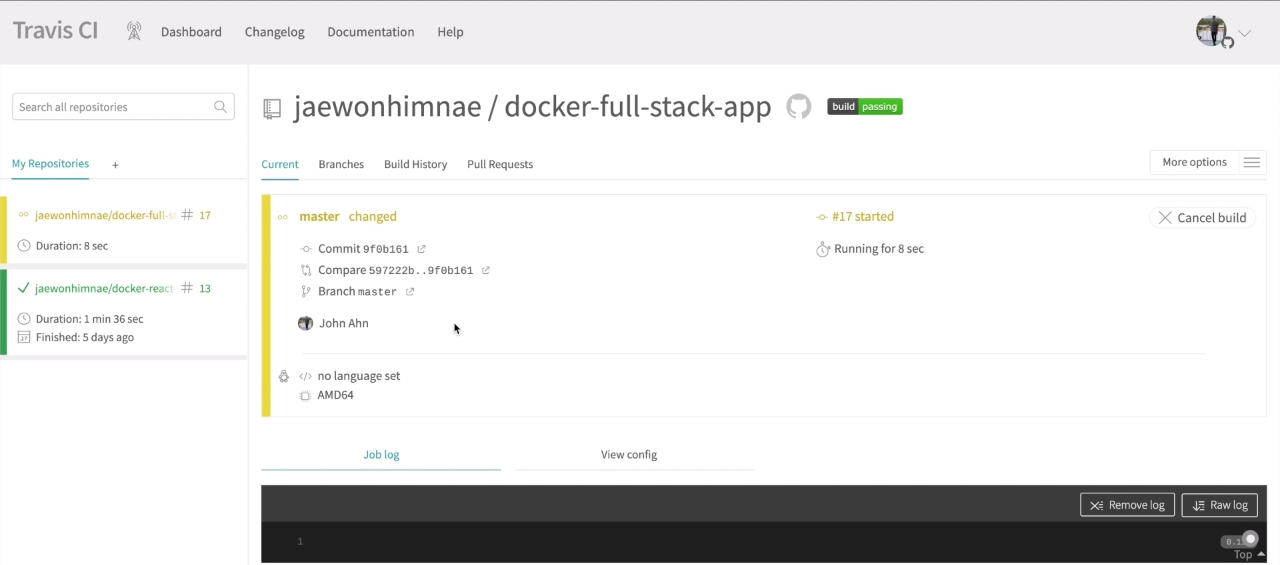 Travis CI
Dashboard
Changelog
Documentation
Help
Search all repositories
jaewonhimnae / docker-full-stack-app
build passing
My Repositories
+
Current
Branches
Build History
Pull Requests
More options
jaewonhimnae/docker-full-st
# 17
Duration: 8 sec
jaewonhimnae/docker-react
# 13
Duration: 1 min 36 sec
27
Finished: 5 days ago
master changed
#17 started
Cancel build
Commit 9f0b161
Running for 8 sec
Compare 597222b..9f0b161
Branch master
John Ahn
</> no language set
AMD64
Job log
View config
Remove log
Raw log
1
Top